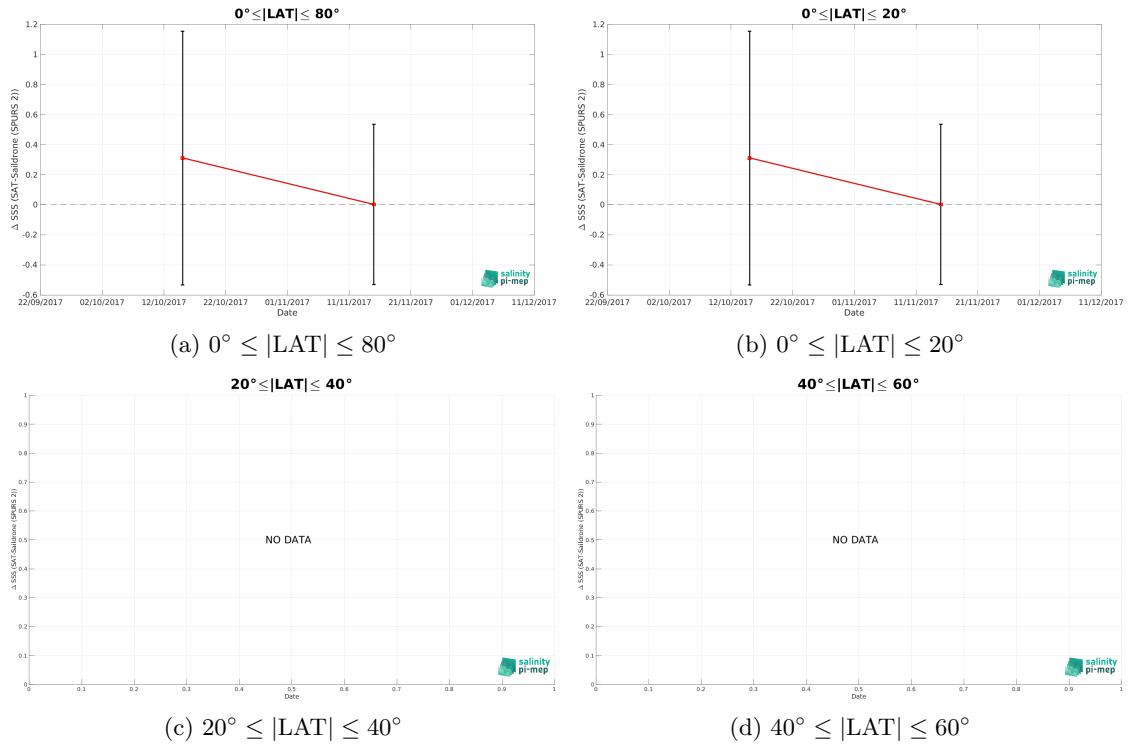 0°≤|LAT|≤ 80°
Δ SSS (SAT-Saildrone (SPURS 2))
1.2
1
0.8
0.6
0.4
0.2
0
-0.2
-0.4
-0.6
22/09/2017 02/10/2017 12/10/2017 22/10/2017 01/11/2017 11/11/2017 21/11/2017 01/12/2017 11/12/2017
Date
salinity
pi-mep
(a) 0° ≤ |LAT| ≤ 80°
0°≤|LAT|≤ 20°
Δ SSS (SAT-Saildrone (SPURS 2))
1.2
1
0.8
0.6
0.4
0.2
0
-0.2
-0.4
-0.6
22/09/2017 02/10/2017 12/10/2017 22/10/2017 01/11/2017 11/11/2017 21/11/2017 01/12/2017 11/12/2017
Date
salinity
pi-mep
(b) 0° ≤ |LAT| ≤ 20°
20°≤|LAT|≤ 40°
Δ SSS (SAT-Saildrone (SPURS 2))
1
0.9
0.8
0.7
0.6
0.5
0.4
0.3
0.2
0.1
0
NO DATA
0 0.1 0.2 0.3 0.4 0.5 0.6 0.7 0.8 0.9 1
Date
salinity
pi-mep
(c) 20° ≤ |LAT| ≤ 40°
40°≤|LAT|≤ 60°
Δ SSS (SAT-Saildrone (SPURS 2))
1
0.9
0.8
0.7
0.6
0.5
0.4
0.3
0.2
0.1
0
NO DATA
0 0.1 0.2 0.3 0.4 0.5 0.6 0.7 0.8 0.9 1
Date
salinity
pi-mep
(d) 40° ≤ |LAT| ≤ 60°